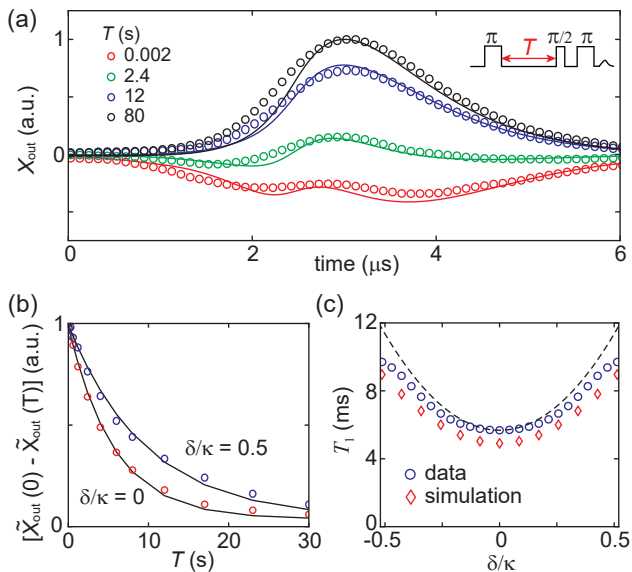 (a)
T (s)
0.002
2.4
12
80
π T π/2 π
1
0
X_out (a.u.)
0 2 4 6
time (μs)
(b)
1
0
[X̃_out (0) - X̃_out (T)] (a.u.)
δ/κ = 0.5
δ/κ = 0
0 10 20 30
T (s)
(c)
12
8
4
0
T₁ (ms)
data
simulation
-0.5 0 0.5
δ/κ